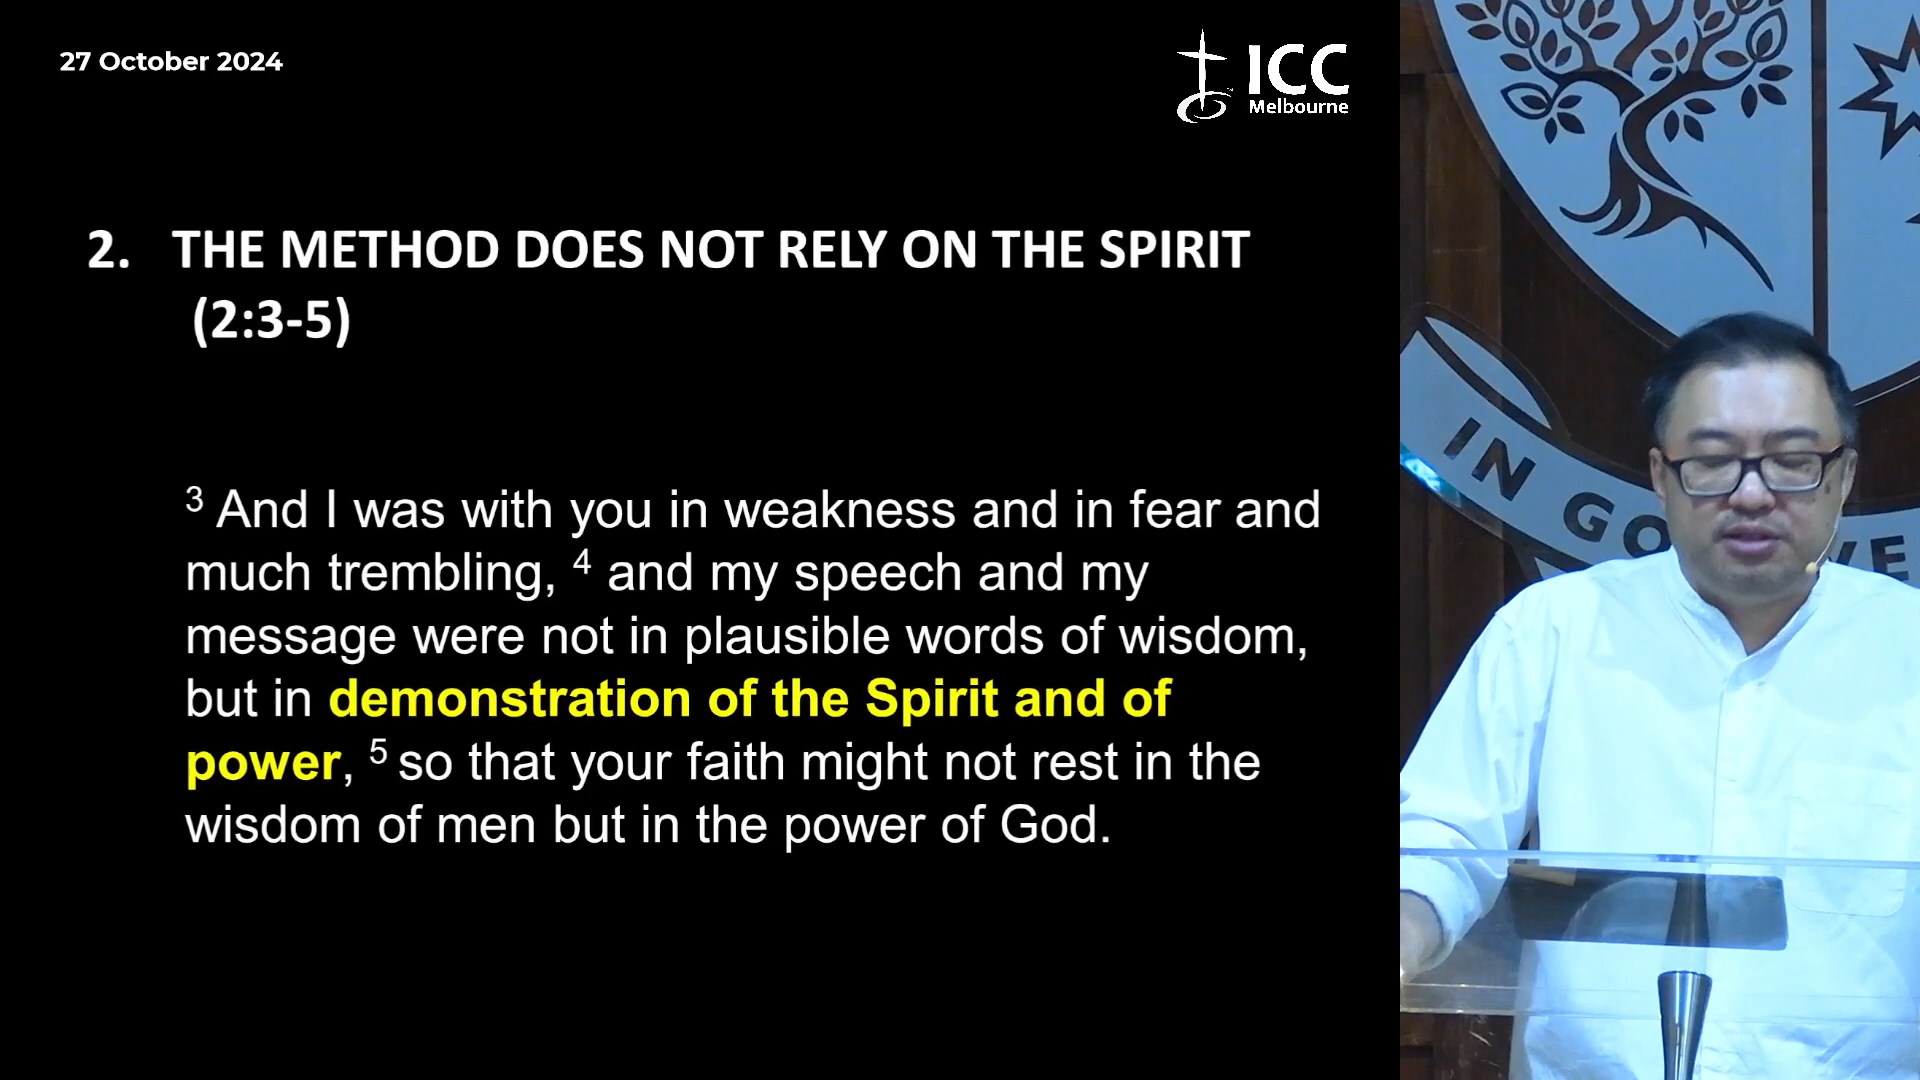 27 October 2024
ICC
Melbourne
2. THE METHOD DOES NOT RELY ON THE SPIRIT
(2:3-5)
3 And I was with you in weakness and in fear and
much trembling, 4 and my speech and my
message were not in plausible words of wisdom,
but in demonstration of the Spirit and of
power, 5 so that your faith might not rest in the
wisdom of men but in the power of God.
IN GO
VE